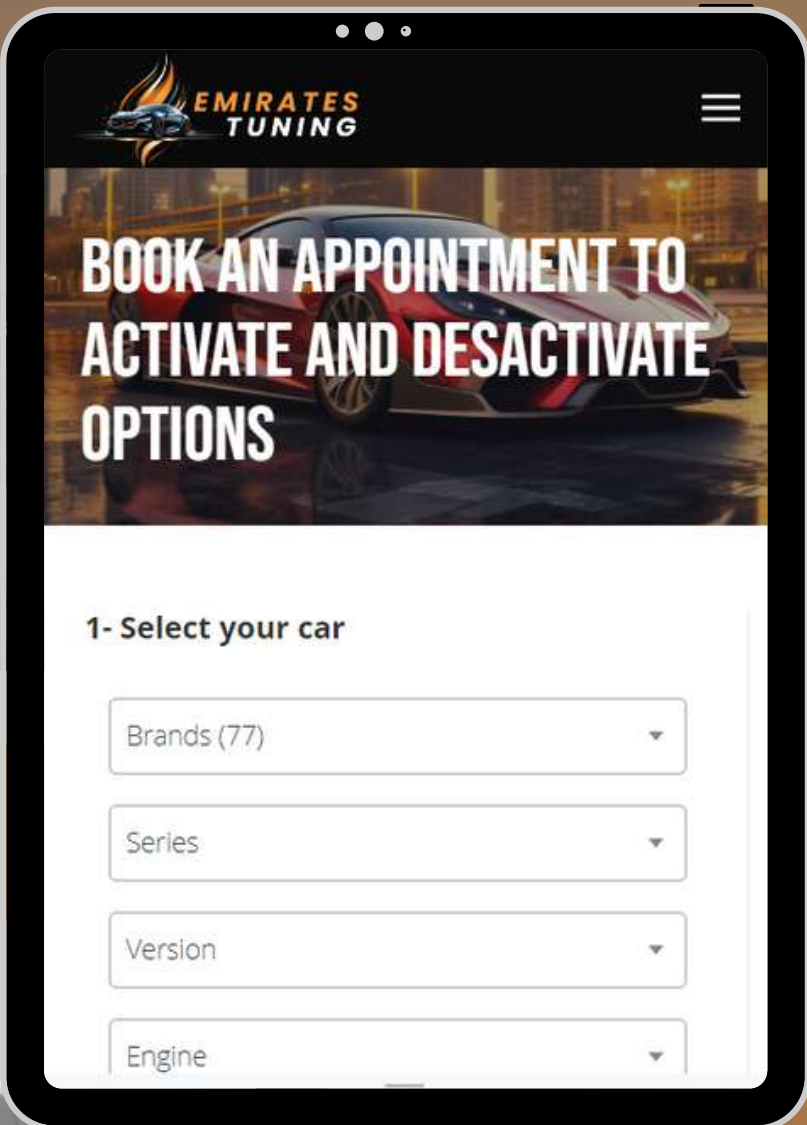 EMIRATES
TUNING
BOOK AN APPOINTMENT TO
ACTIVATE AND DESACTIVATE
OPTIONS
1- Select your car
Brands (77)
Series
Version
Engine